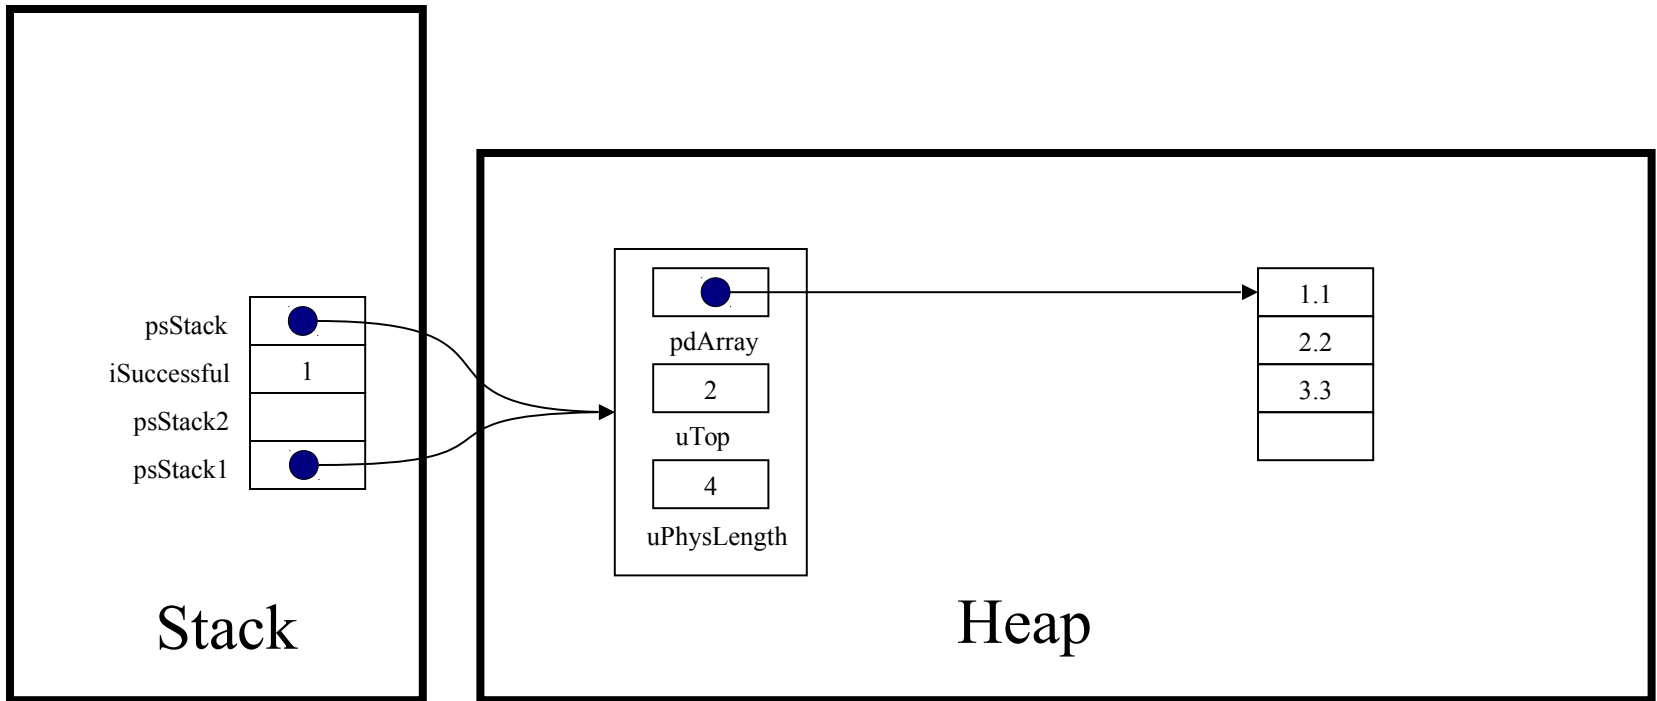 psStack
iSuccessful 1
psStack2
psStack1
Stack
pdArray
2
uTop
4
uPhysLength
1.1
2.2
3.3
Heap